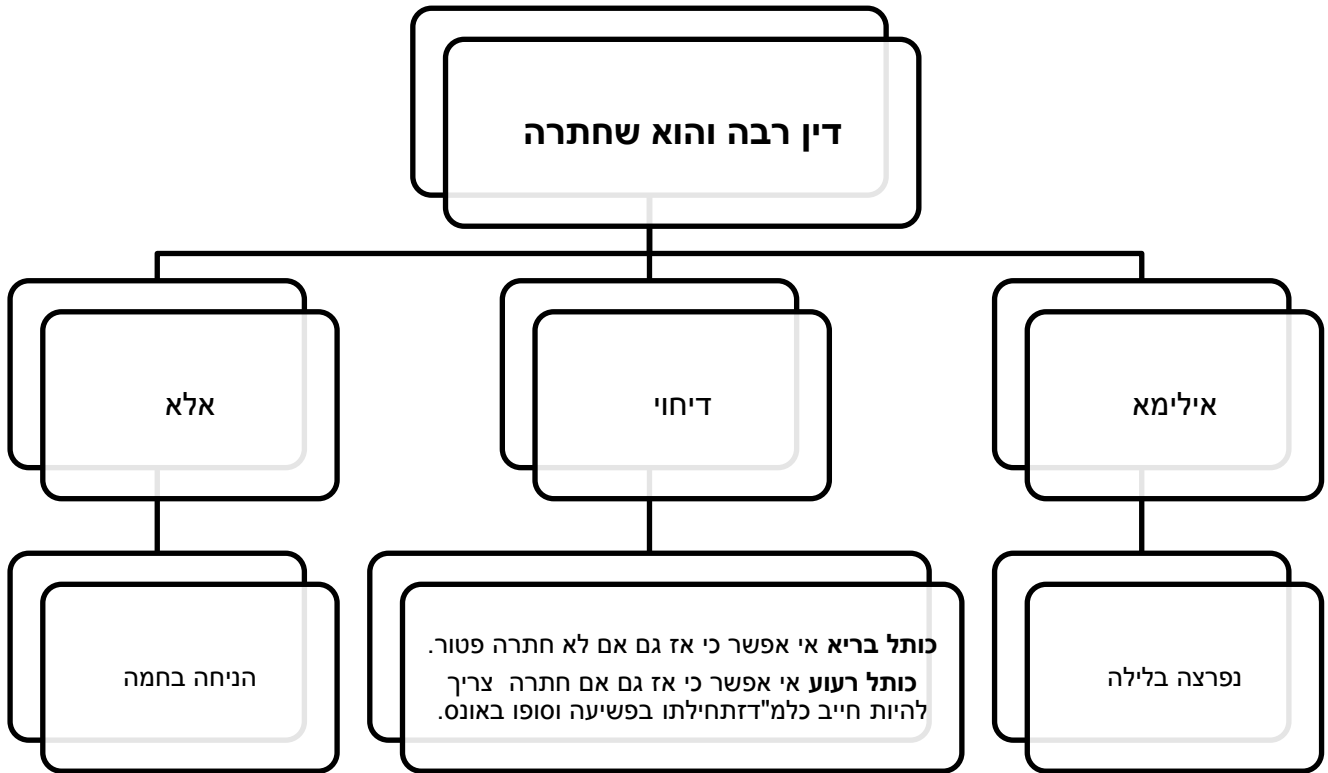 דין רבה והוא שחתרה
אילימא
דיחוי
אלא
נפרצה בלילה
כותל בריא אי אפשר כי אז גם אם לא חתרה פטור.
כותל רעוע אי אפשר כי אז גם אם חתרה צריך
להיות חייב כלמ"דזתחילתו בפשיעה וסופו באונס.
הניחה בחמה